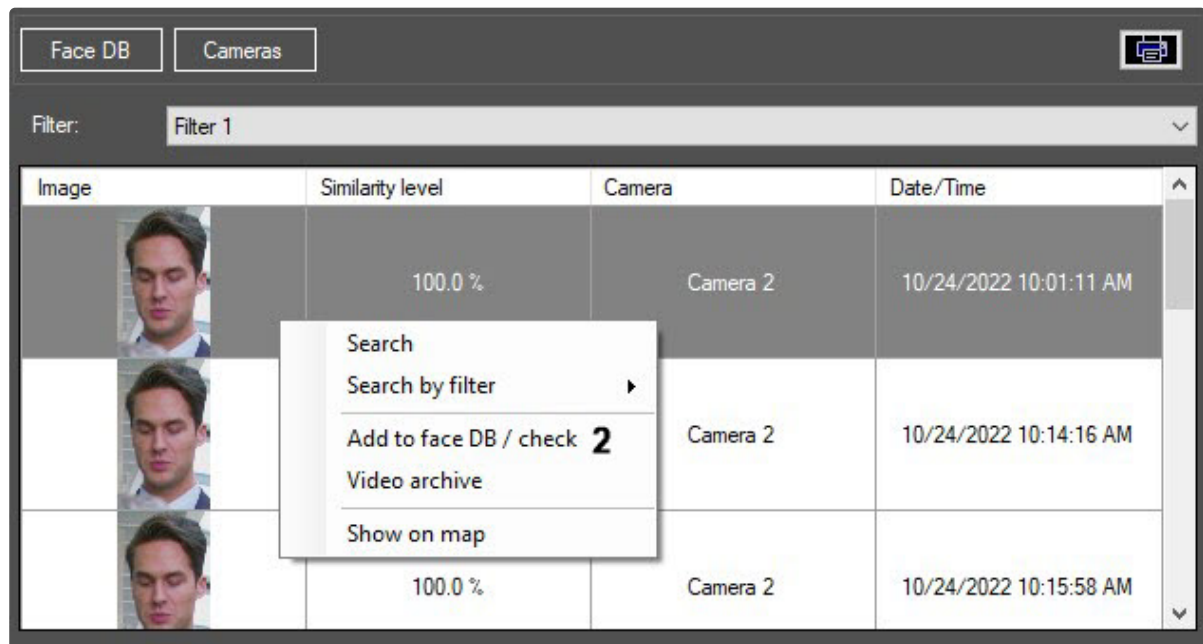 Face DB Cameras
Filter: Filter 1
Image Similarity level Camera Date/Time
100.0 % Camera 2 10/24/2022 10:01:11 AM
Search
Search by filter
Add to face DB / check 2
Video archive
Show on map
Camera 2 10/24/2022 10:14:16 AM
100.0 % Camera 2 10/24/2022 10:15:58 AM